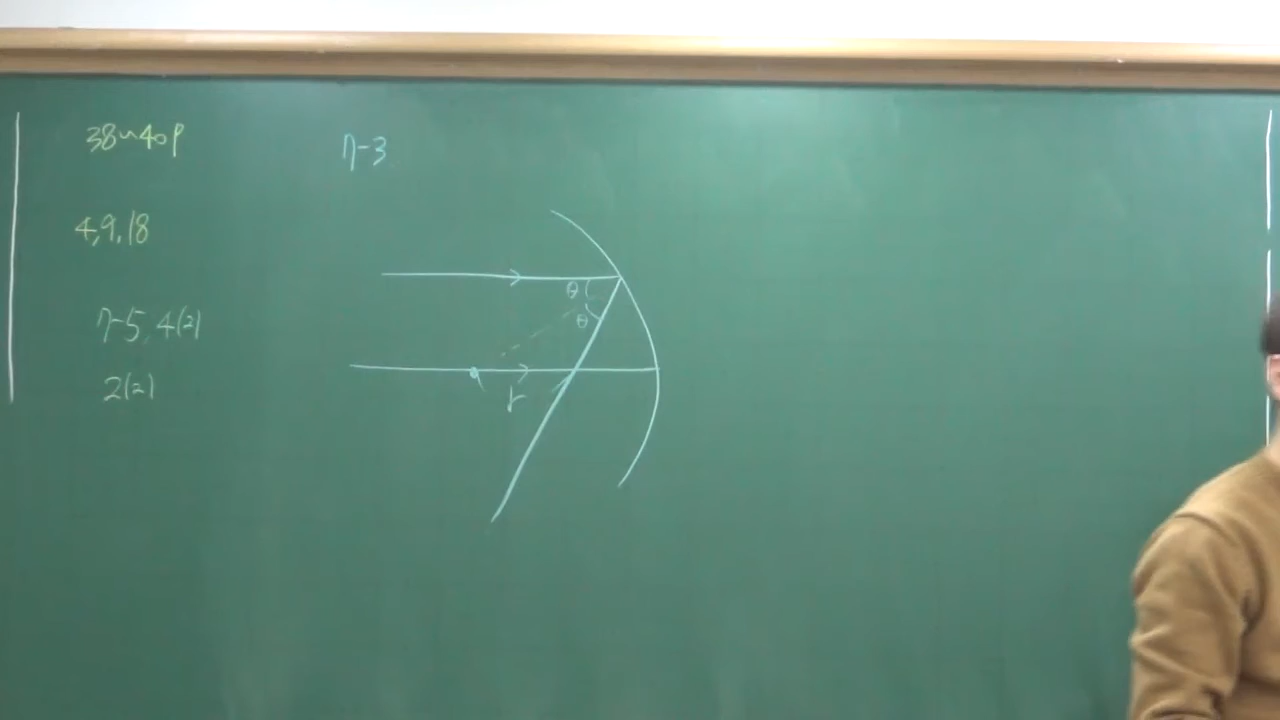 38~40p
4, 9, 18
7-5, 4(2)
2(2)
7-3
θ
θ
r